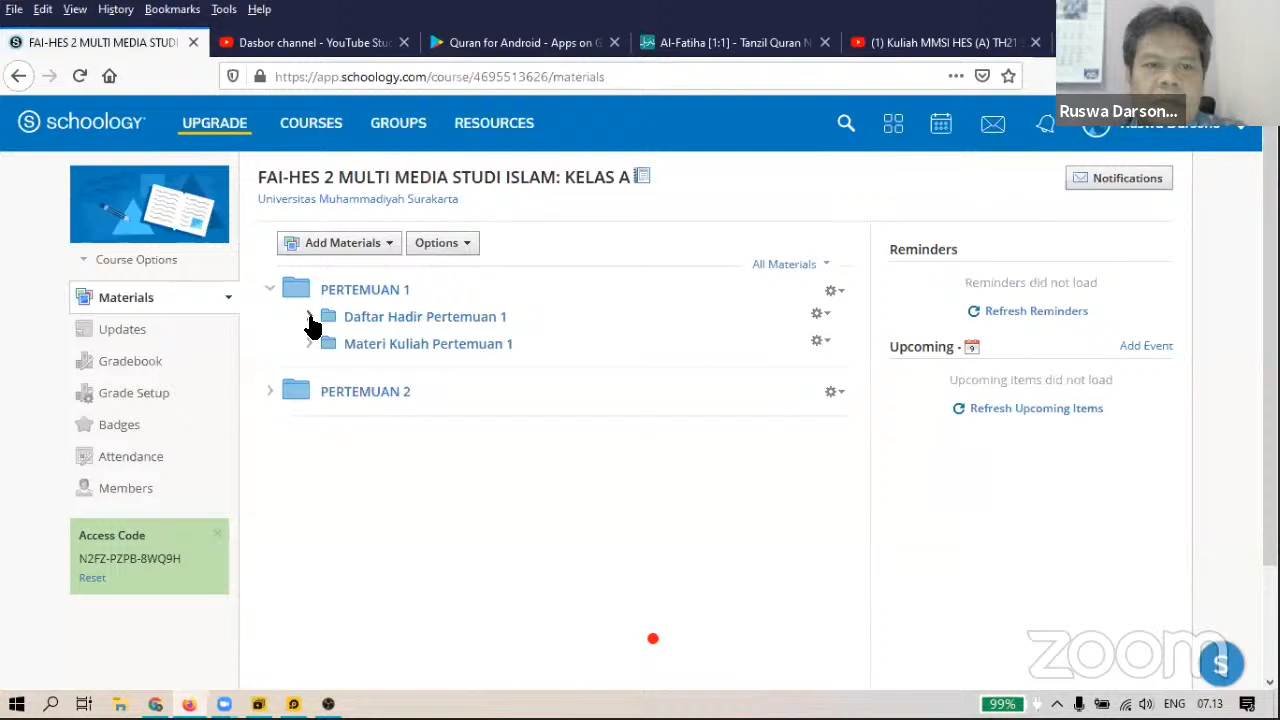 File Edit View History Bookmarks Tools Help
FAI-HES 2 MULTI MEDIA STUDI
Dasbor channel - YouTube Stu
Quran for Android - Apps on G
Al-Fatiha [1:1] - Tanzil Quran N
(1) Kuliah MMSI HES (A) TH21
https://app.schoology.com/course/4695513626/materials
Ruswa Darson...
S schoology
UPGRADE
COURSES
GROUPS
RESOURCES
Ruswa Darsono
FAI-HES 2 MULTI MEDIA STUDI ISLAM: KELAS A
Universitas Muhammadiyah Surakarta
Notifications
Course Options
Materials
Updates
Gradebook
Grade Setup
Badges
Attendance
Members
Access Code
N2FZ-PZPB-8WQ9H
Reset
Add Materials
Options
All Materials
PERTEMUAN 1
Daftar Hadir Pertemuan 1
Materi Kuliah Pertemuan 1
PERTEMUAN 2
Reminders
Reminders did not load
Refresh Reminders
Upcoming - 9
Add Event
Upcoming items did not load
Refresh Upcoming Items
zoom
S
99%
ENG
07.13